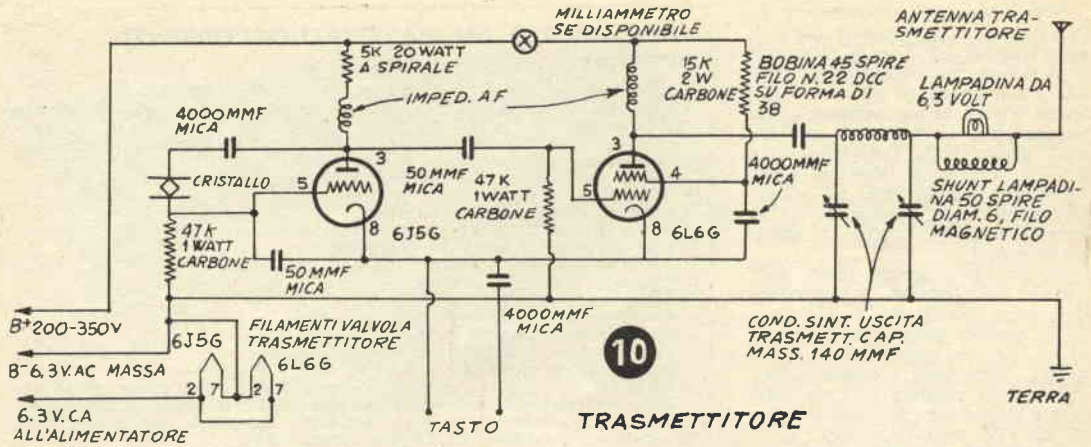 MILLIAMMETRO
SE DISPONIBILE
ANTENNA TRA-
SMETTITORE
5K 20 WATT
A SPIRALE
15K
2 W
CARBONE
BOBINA 45 SPIRE
FILO N. 22 DCC
SU FORMA DI
38
LAMPADINA DA
6,3 VOLT
IMPED. AF
4000 MMF
MICA
3
50 MMF
MICA
3
4
4000 MMF
MICA
CRISTALLO
5
8
6J5G
47 K
1 WATT
CARBONE
5
8
6L6G
SHUNT LAMPADI-
NA 50 SPIRE
DIAM. 6, FILO
MAGNETICO
47K
1 WATT
CARBONE
50 MMF
MICA
4000 MMF
MICA
B+ 200-350V
6J5G
FILAMENTI VALVOLA
TRASMETTITORE
6L6G
COND. SINT. USCITA
TRASMETT. CAP.
MASS. 140 MMF
B- 6,3 V. AC MASSA
2 7 2 7
10
TERRA
6.3 V. CA
ALL'ALIMENTATORE
TASTO
TRASMETTITORE